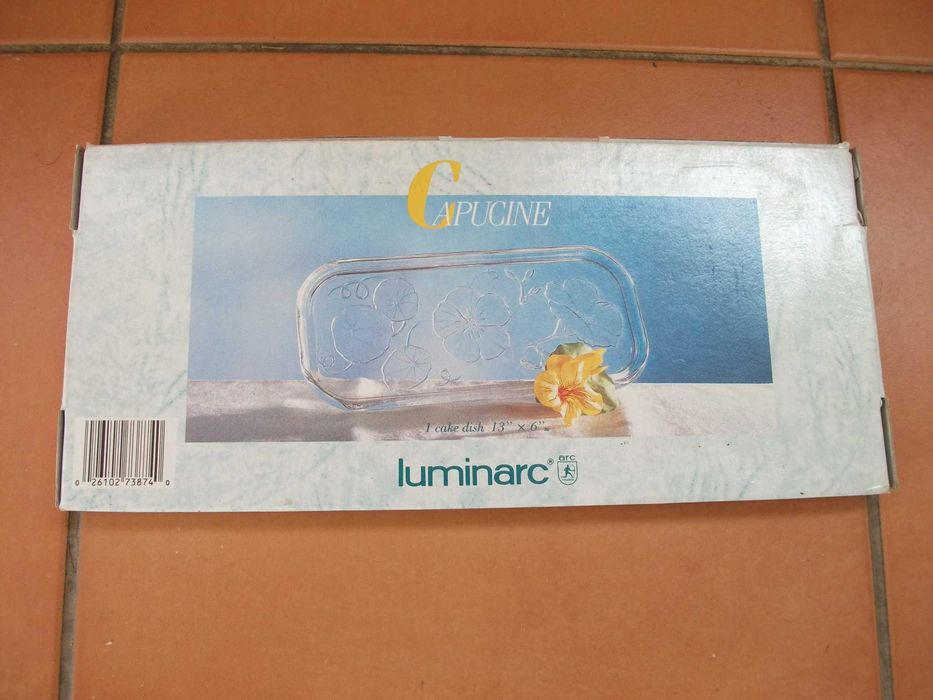 CAPUCINE
1 cake dish 13" × 6"
luminarc®
arc
0 26102 73874 0